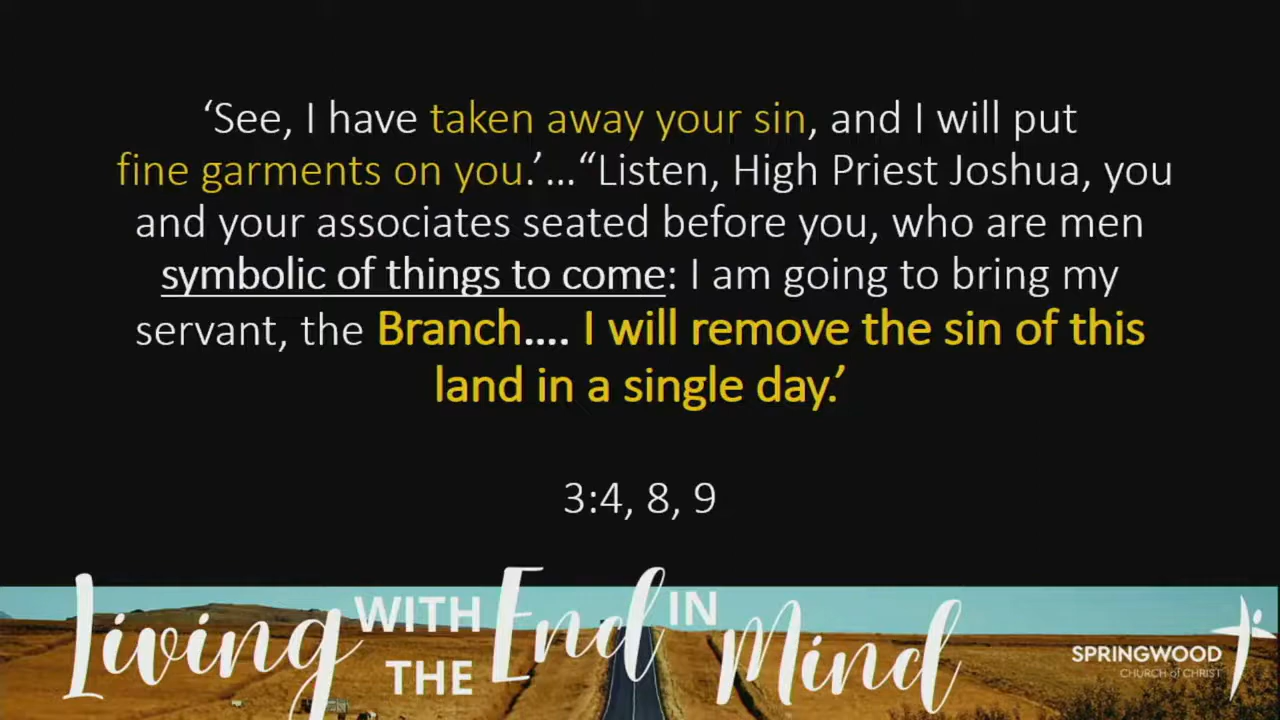 ‘See, I have taken away your sin, and I will put
fine garments on you.’…“Listen, High Priest Joshua, you
and your associates seated before you, who are men
symbolic of things to come: I am going to bring my
servant, the Branch…. I will remove the sin of this
land in a single day.’
3:4, 8, 9
Living WITH THE End IN Mind
SPRINGWOOD
CHURCH of CHRIST